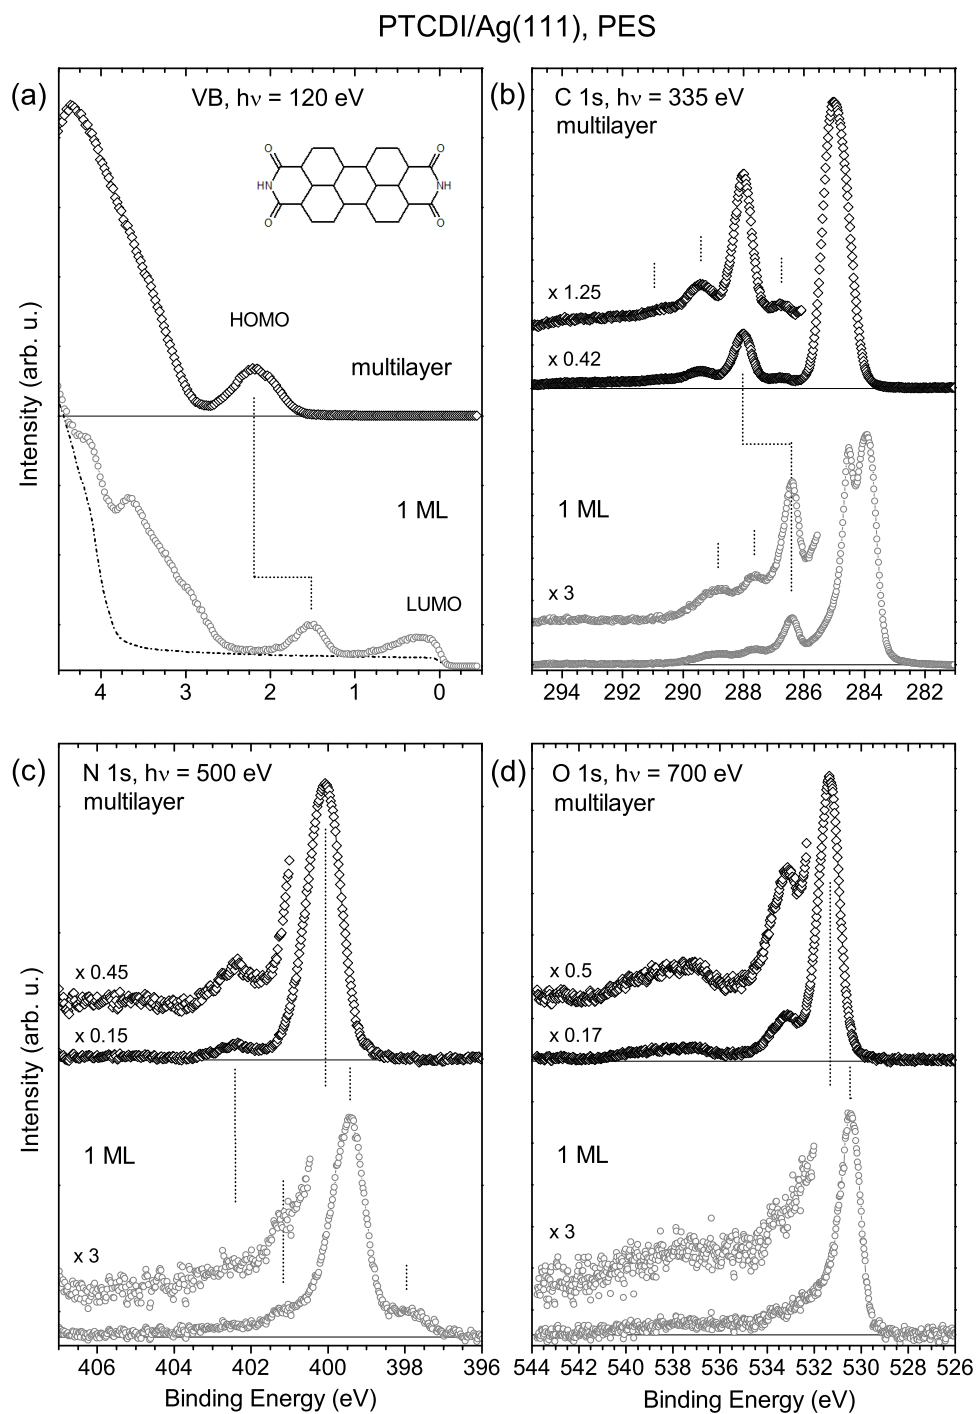 PTCDI/Ag(111), PES
(a)
VB, hν = 120 eV
O
O
HN
NH
O
O
HOMO
multilayer
1 ML
LUMO
Intensity (arb. u.)
4 3 2 1 0
(b)
C 1s, hν = 335 eV
multilayer
x 1.25
x 0.42
1 ML
x 3
294 292 290 288 286 284 282
(c)
N 1s, hν = 500 eV
multilayer
x 0.45
x 0.15
1 ML
x 3
Intensity (arb. u.)
406 404 402 400 398 396
Binding Energy (eV)
(d)
O 1s, hν = 700 eV
multilayer
x 0.5
x 0.17
1 ML
x 3
544 542 540 538 536 534 532 530 528 526
Binding Energy (eV)